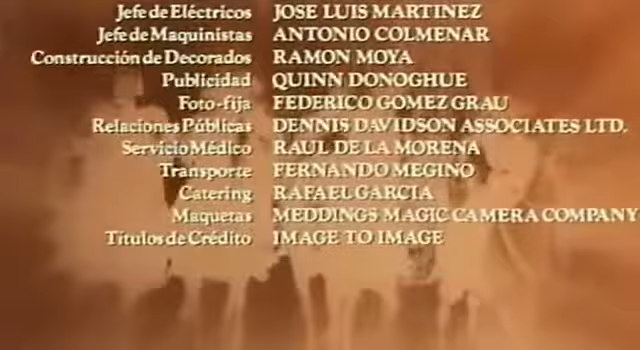 Jefe de Eléctricos JOSE LUIS MARTINEZ
Jefe de Maquinistas ANTONIO COLMENAR
Construcción de Decorados RAMON MOYA
Publicidad QUINN DONOGHUE
Foto-fija FEDERICO GOMEZ GRAU
Relaciones Públicas DENNIS DAVIDSON ASSOCIATES LTD.
Servicio Médico RAUL DE LA MORENA
Transporte FERNANDO MEGINO
Catering RAFAEL GARCIA
Maquetas MEDDINGS MAGIC CAMERA COMPANY
Títulos de Crédito IMAGE TO IMAGE